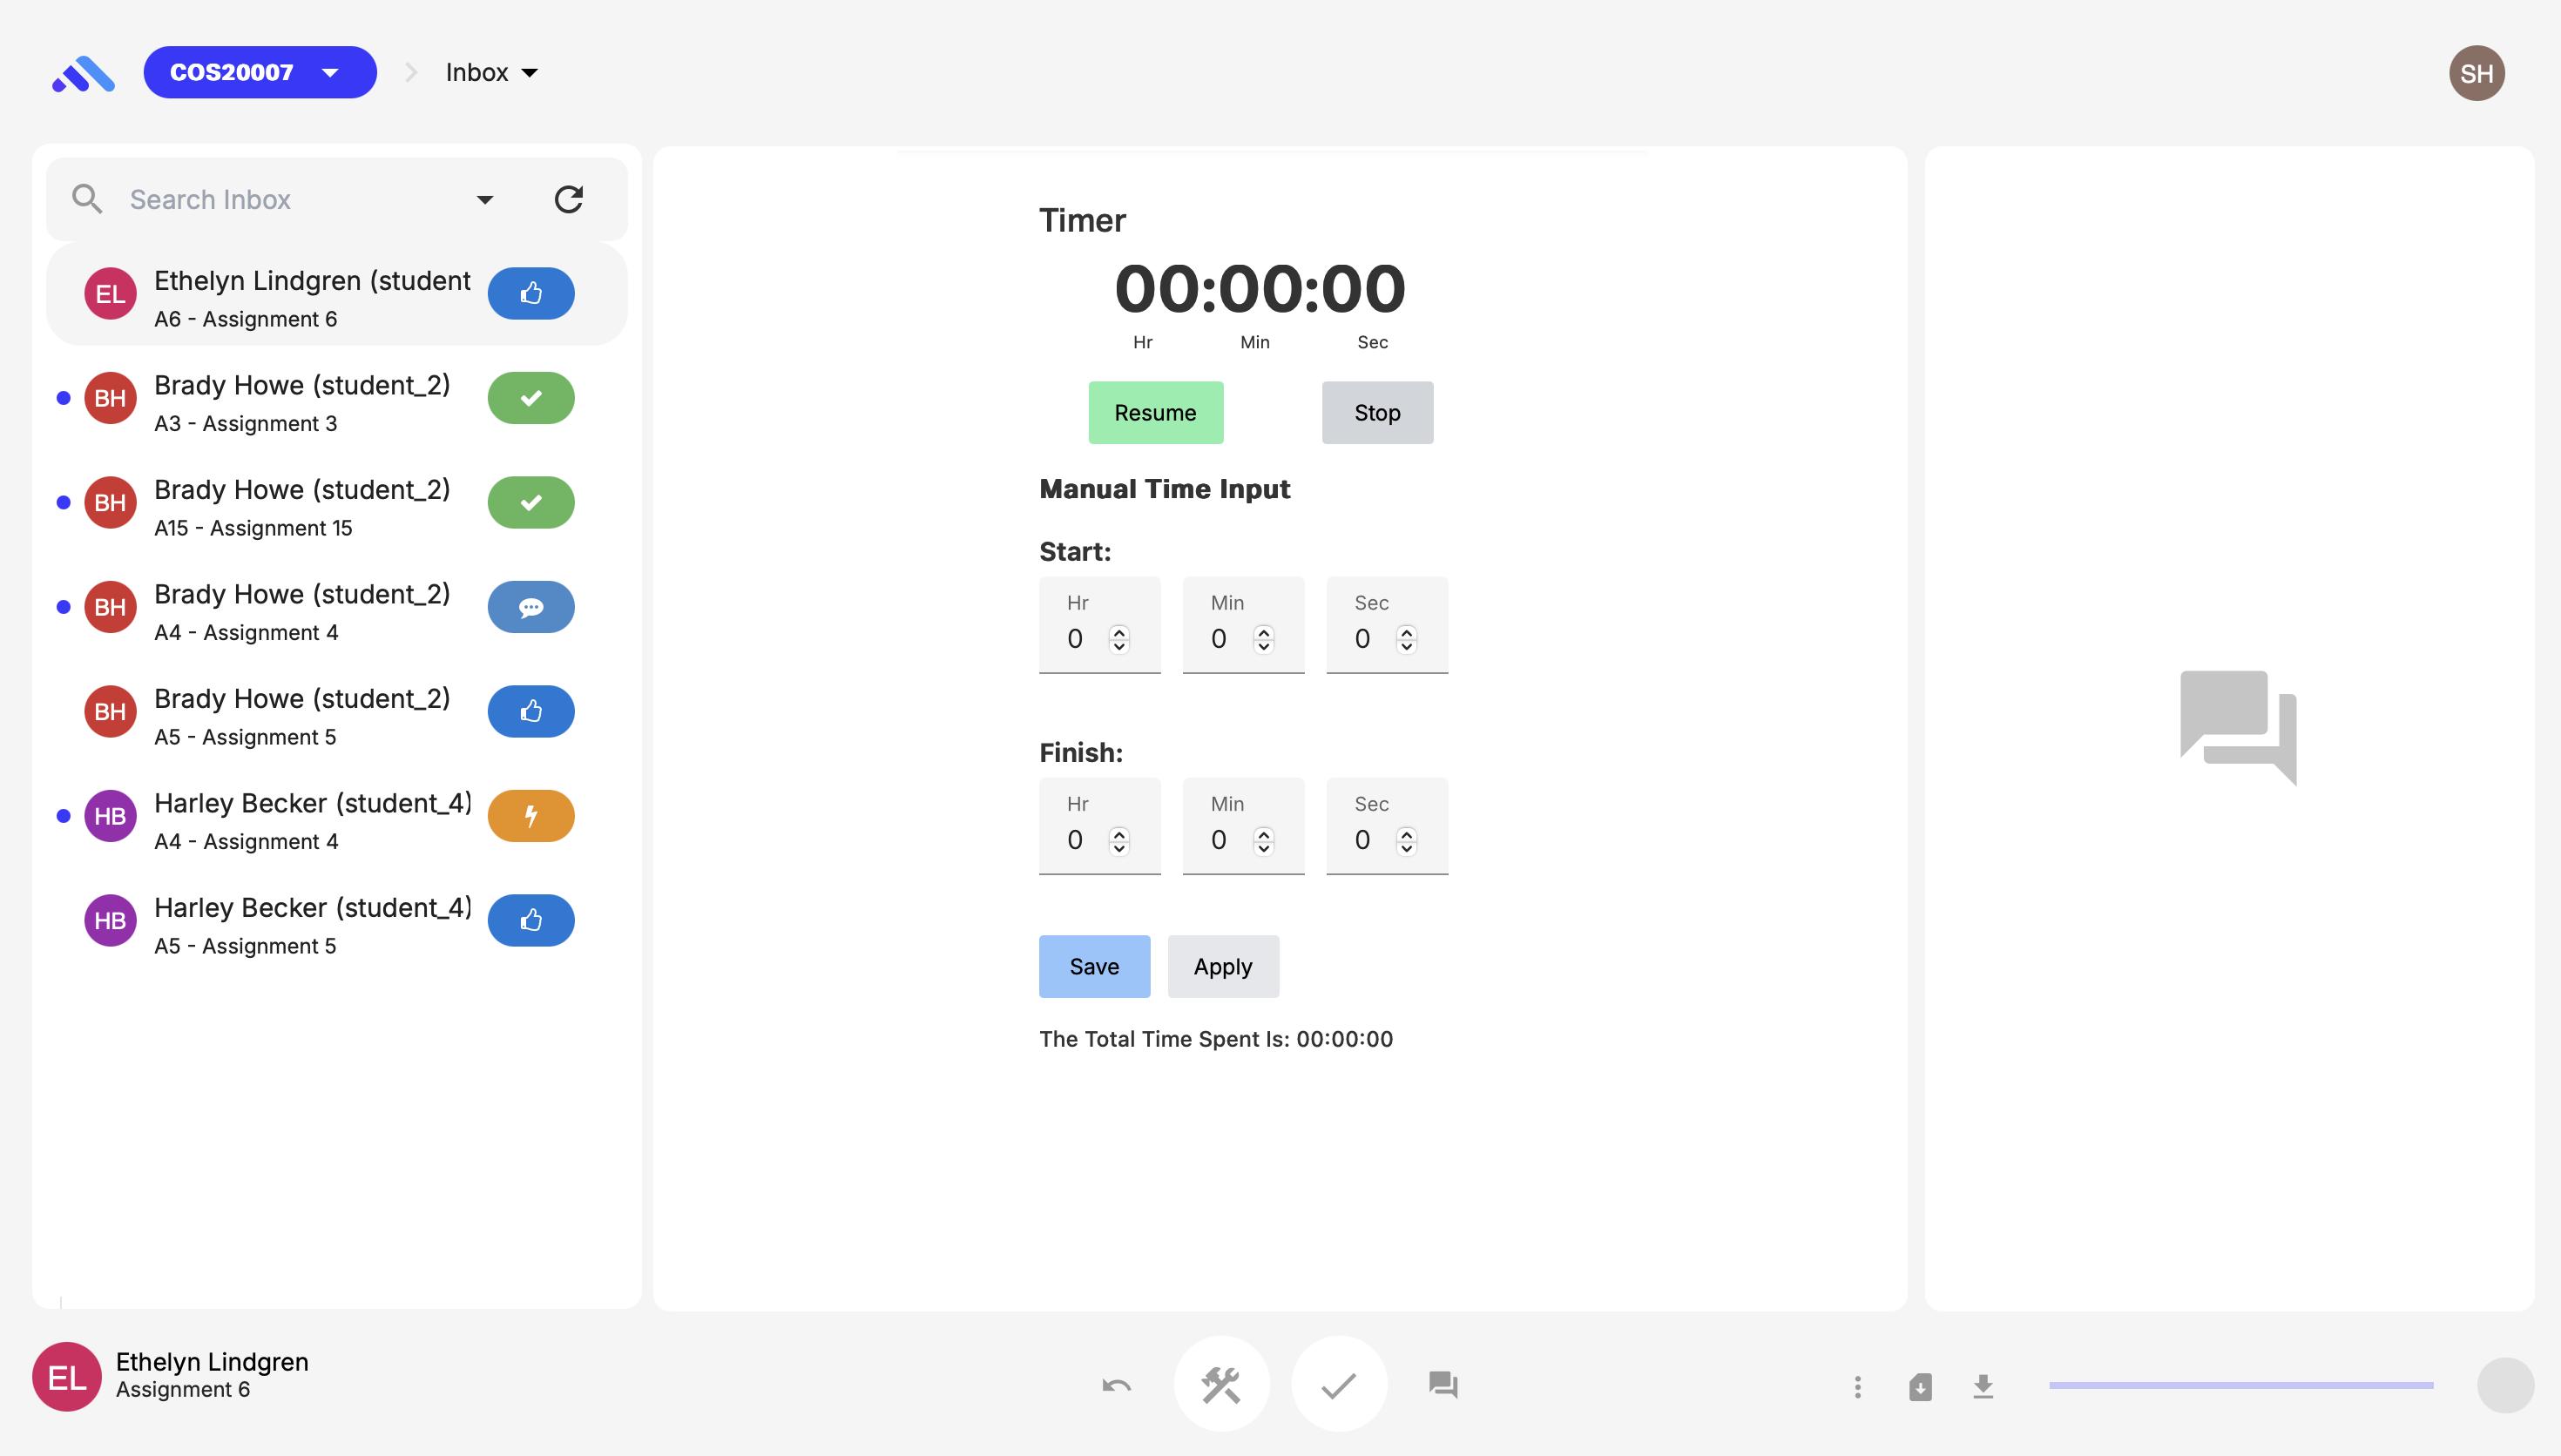 COS20007
Inbox
SH
Search Inbox
EL
Ethelyn Lindgren (student
A6 - Assignment 6
BH
Brady Howe (student_2)
A3 - Assignment 3
BH
Brady Howe (student_2)
A15 - Assignment 15
BH
Brady Howe (student_2)
A4 - Assignment 4
BH
Brady Howe (student_2)
A5 - Assignment 5
HB
Harley Becker (student_4)
A4 - Assignment 4
HB
Harley Becker (student_4)
A5 - Assignment 5
Timer
00:00:00
Hr Min Sec
Resume Stop
Manual Time Input
Start:
Hr Min Sec
0 0 0
Finish:
Hr Min Sec
0 0 0
Save Apply
The Total Time Spent Is: 00:00:00
EL
Ethelyn Lindgren
Assignment 6